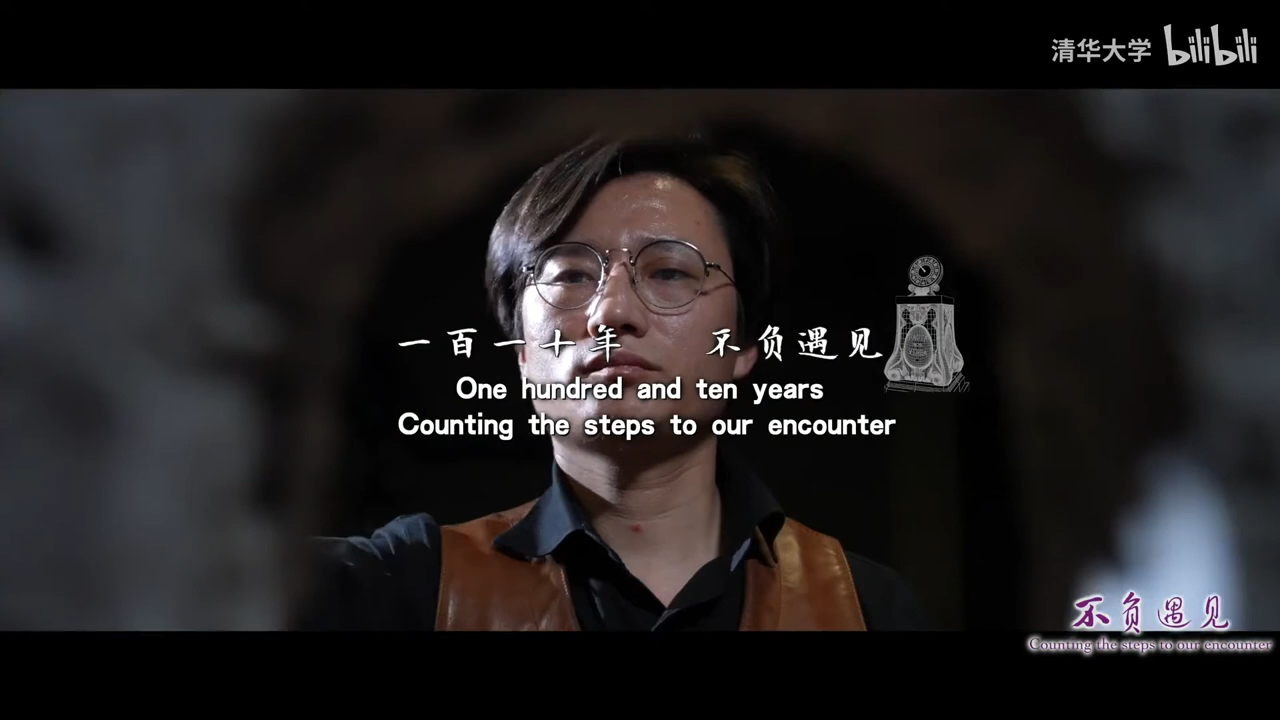 清华大学 bilibili
一百一十年 不负遇见
One hundred and ten years
Counting the steps to our encounter
不负遇见
Counting the steps to our encounter